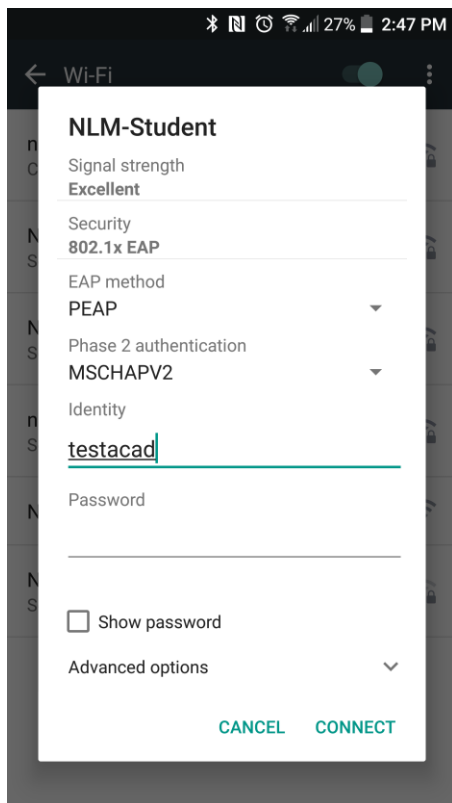 27% 2:47 PM
Wi-Fi
NLM-Student
Signal strength
Excellent
Security
802.1x EAP
EAP method
PEAP
Phase 2 authentication
MSCHAPV2
Identity
testacad
Password
Show password
Advanced options
CANCEL CONNECT